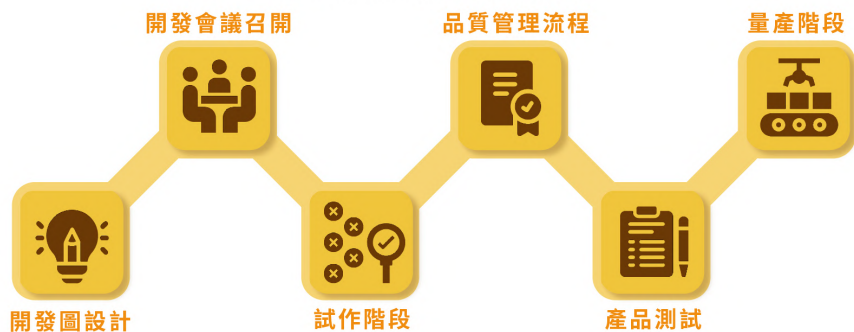 開發圖設計
開發會議召開
試作階段
品質管理流程
產品測試
量產階段